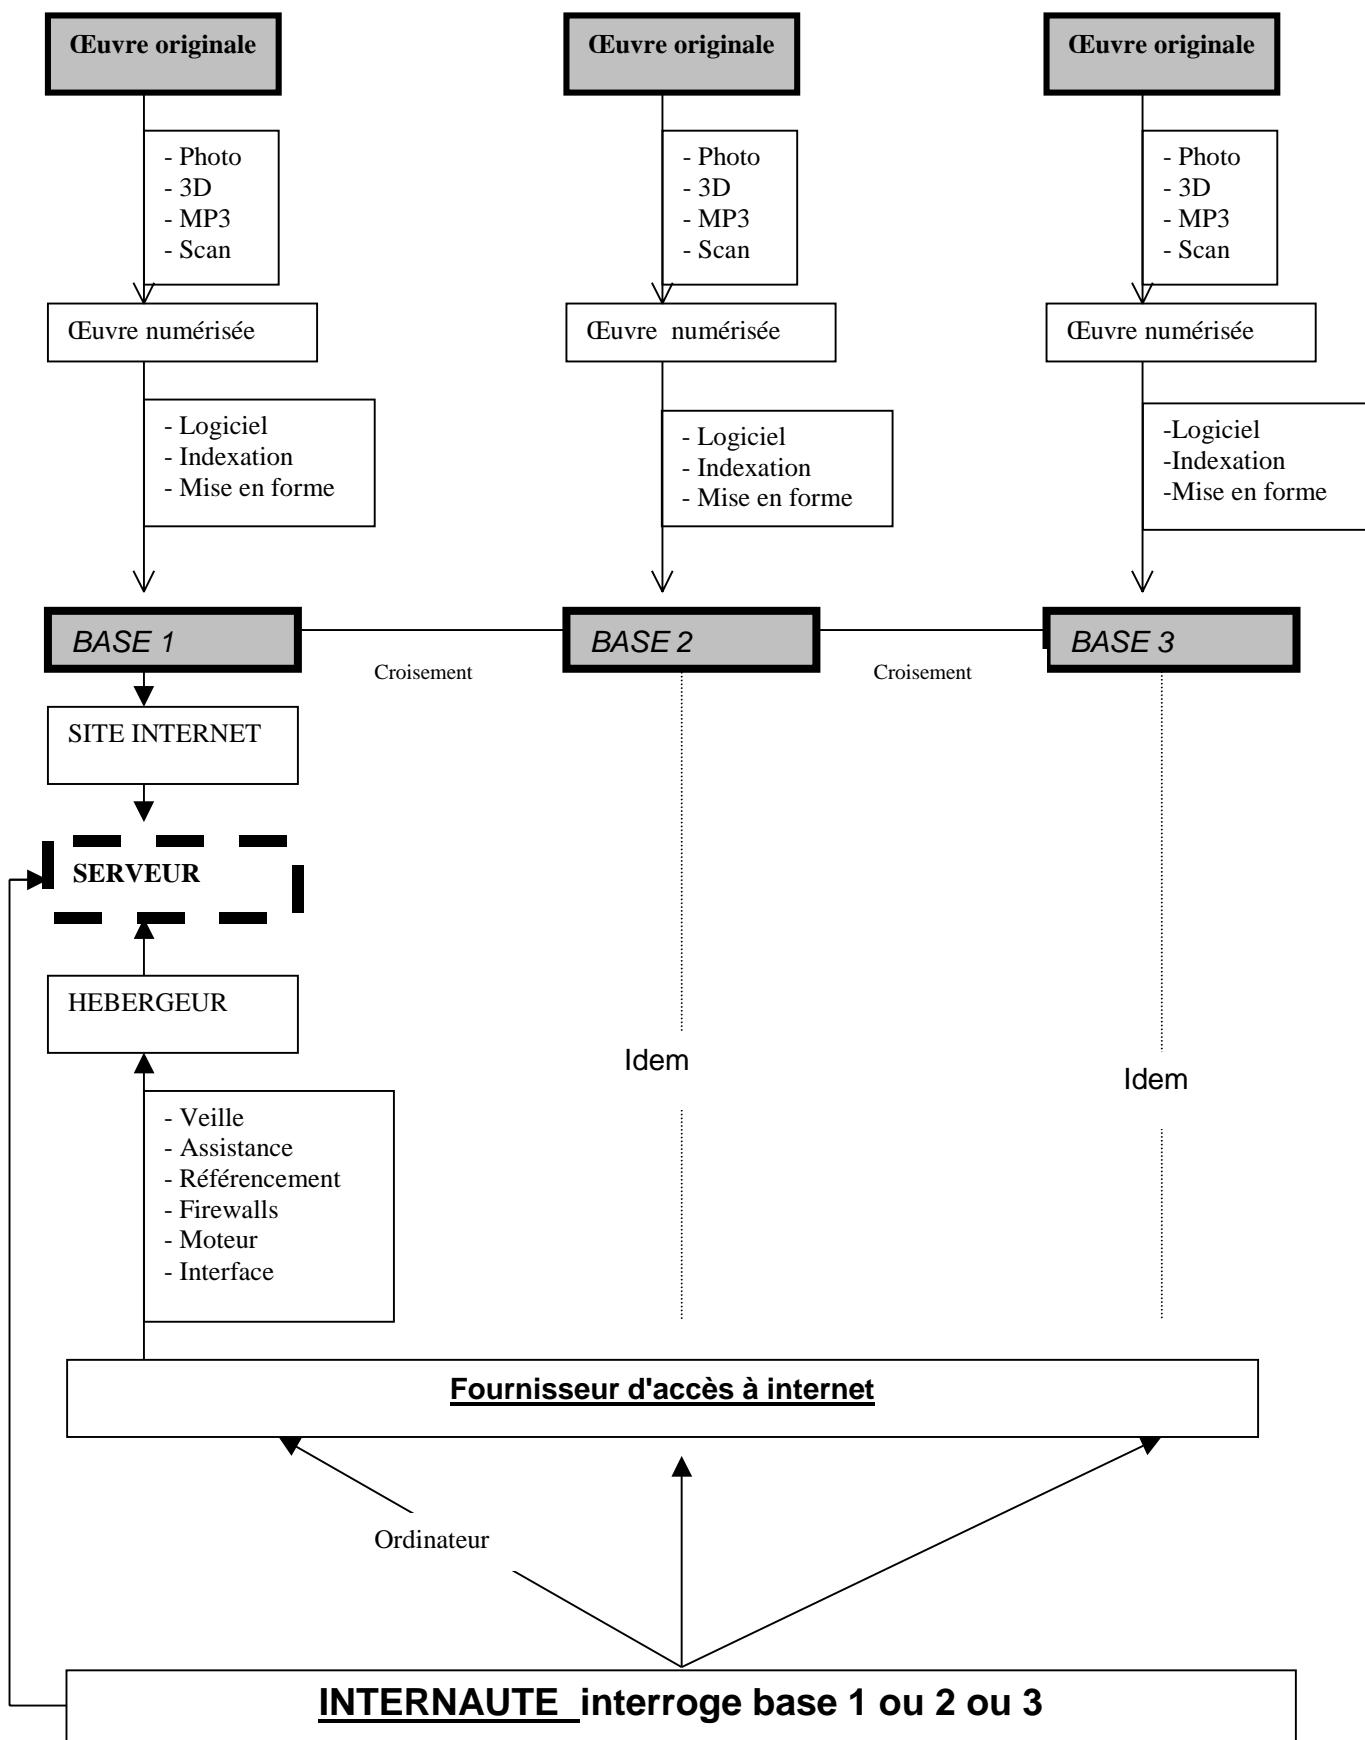 Œuvre originale
Œuvre originale
Œuvre originale
- Photo
- 3D
- MP3
- Scan
- Photo
- 3D
- MP3
- Scan
- Photo
- 3D
- MP3
- Scan
Œuvre numérisée
Œuvre  numérisée
Œuvre numérisée
- Logiciel
- Indexation
- Mise en forme
- Logiciel
- Indexation
- Mise en forme
-Logiciel
-Indexation
-Mise en forme
BASE 1
BASE 2
BASE 3
Croisement
Croisement
SITE INTERNET
SERVEUR
HEBERGEUR
Idem
Idem
- Veille
- Assistance
- Référencement
- Firewalls
- Moteur
- Interface
Fournisseur d'accès à internet
Ordinateur
INTERNAUTE interroge base 1 ou 2 ou 3